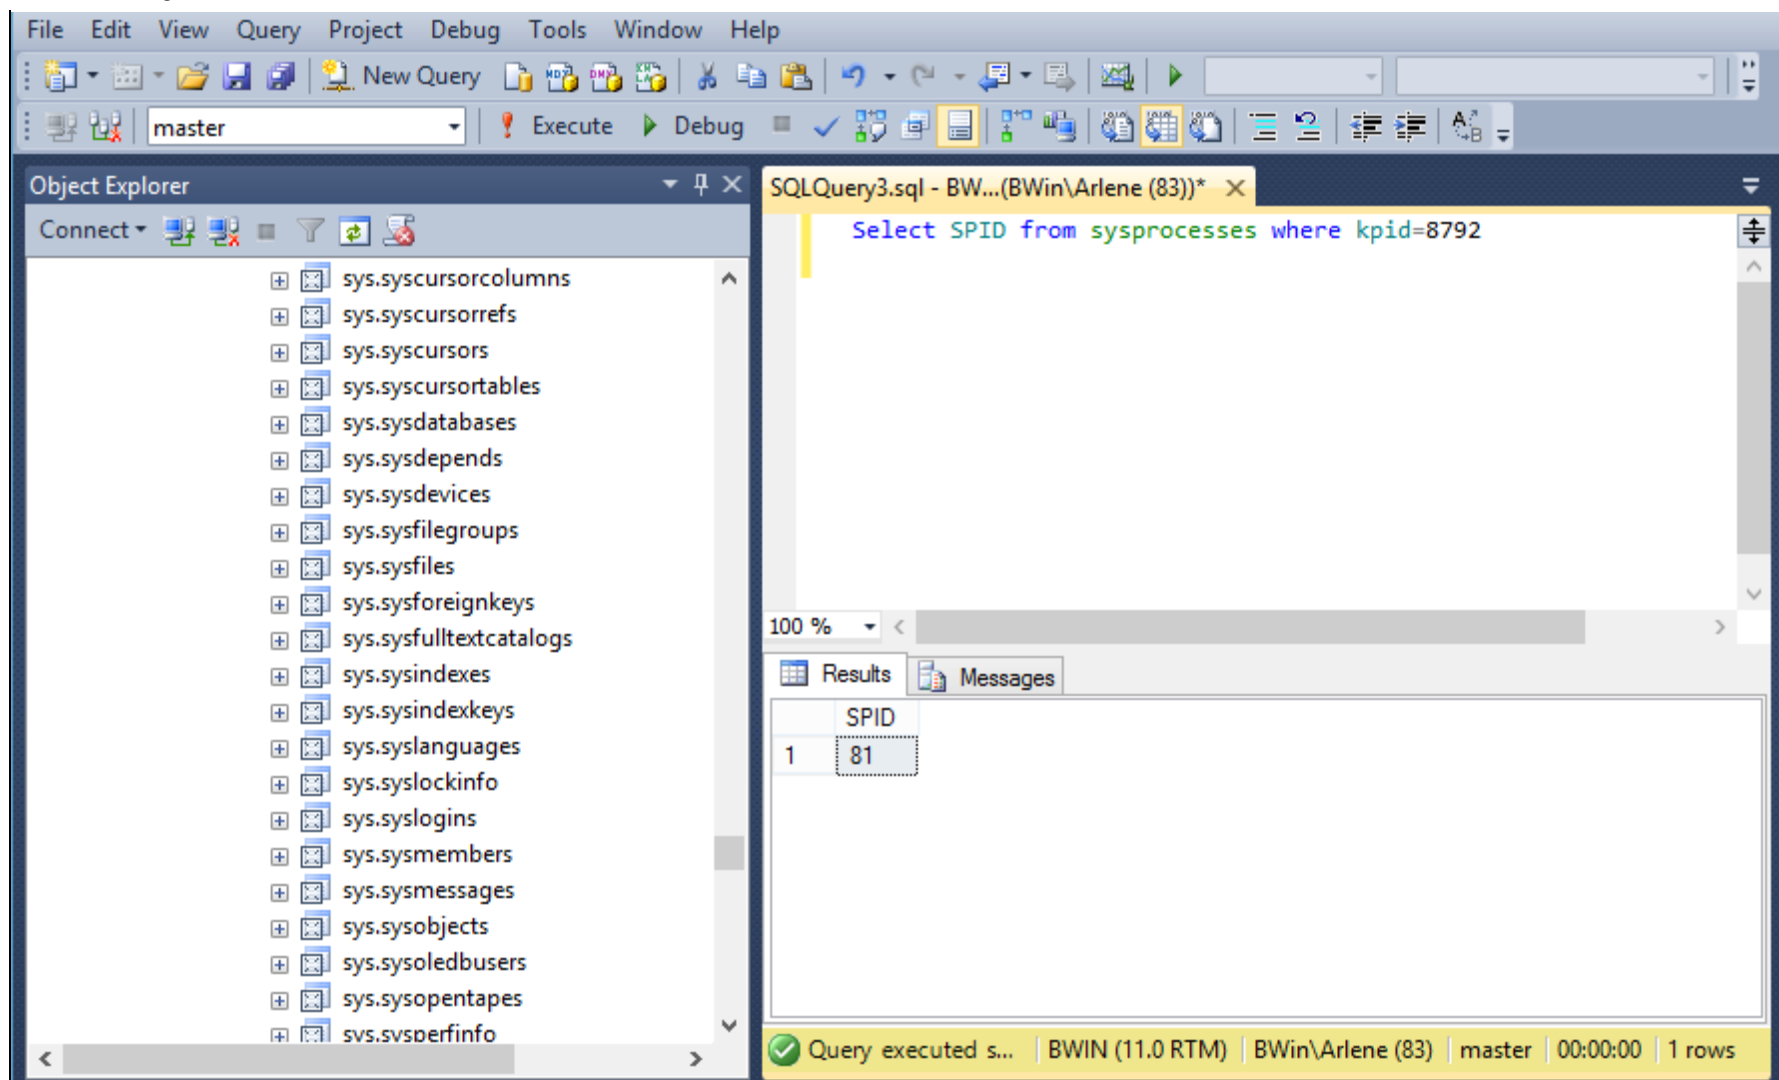 File Edit View Query Project Debug Tools Window Help
New Query
master Execute Debug
Object Explorer
Connect
sys.syscursorcolumns
sys.syscursorrefs
sys.syscursors
sys.syscursortables
sys.sysdatabases
sys.sysdepends
sys.sysdevices
sys.sysfilegroups
sys.sysfiles
sys.sysforeignkeys
sys.sysfulltextcatalogs
sys.sysindexes
sys.sysindexkeys
sys.syslanguages
sys.syslockinfo
sys.syslogins
sys.sysmembers
sys.sysmessages
sys.sysobjects
sys.sysoledbusers
sys.sysopentapes
sys.sysperfinfo
SQLQuery3.sql - BW...(BWin\Arlene (83))*
Select SPID from sysprocesses where kpid=8792
100 %
Results Messages
SPID
1 81
Query executed s... BWIN (11.0 RTM) BWin\Arlene (83) master 00:00:00 1 rows